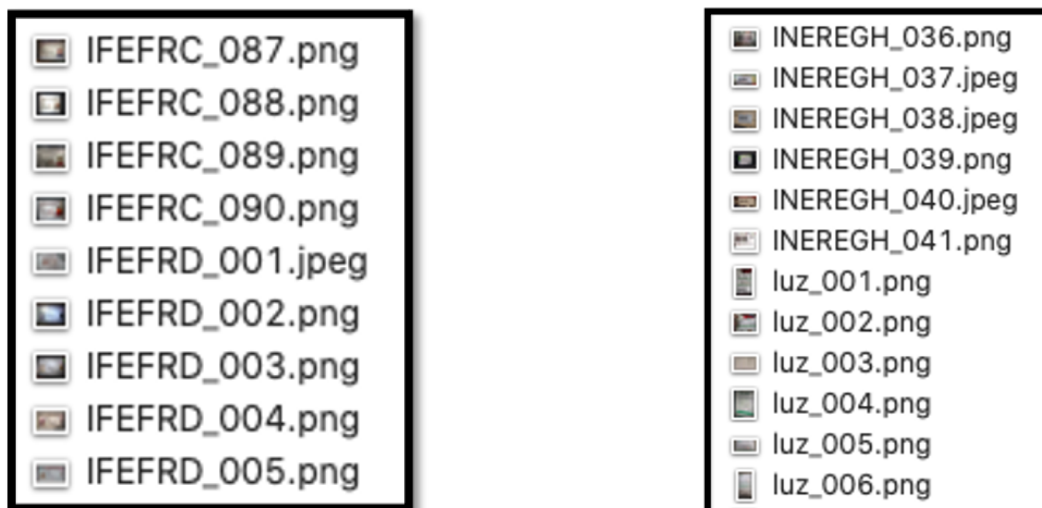 IFEFRC_087.png
IFEFRC_088.png
IFEFRC_089.png
IFEFRC_090.png
IFEFRD_001.jpeg
IFEFRD_002.png
IFEFRD_003.png
IFEFRD_004.png
IFEFRD_005.png
INEREGH_036.png
INEREGH_037.jpeg
INEREGH_038.jpeg
INEREGH_039.png
INEREGH_040.jpeg
INEREGH_041.png
luz_001.png
luz_002.png
luz_003.png
luz_004.png
luz_005.png
luz_006.png